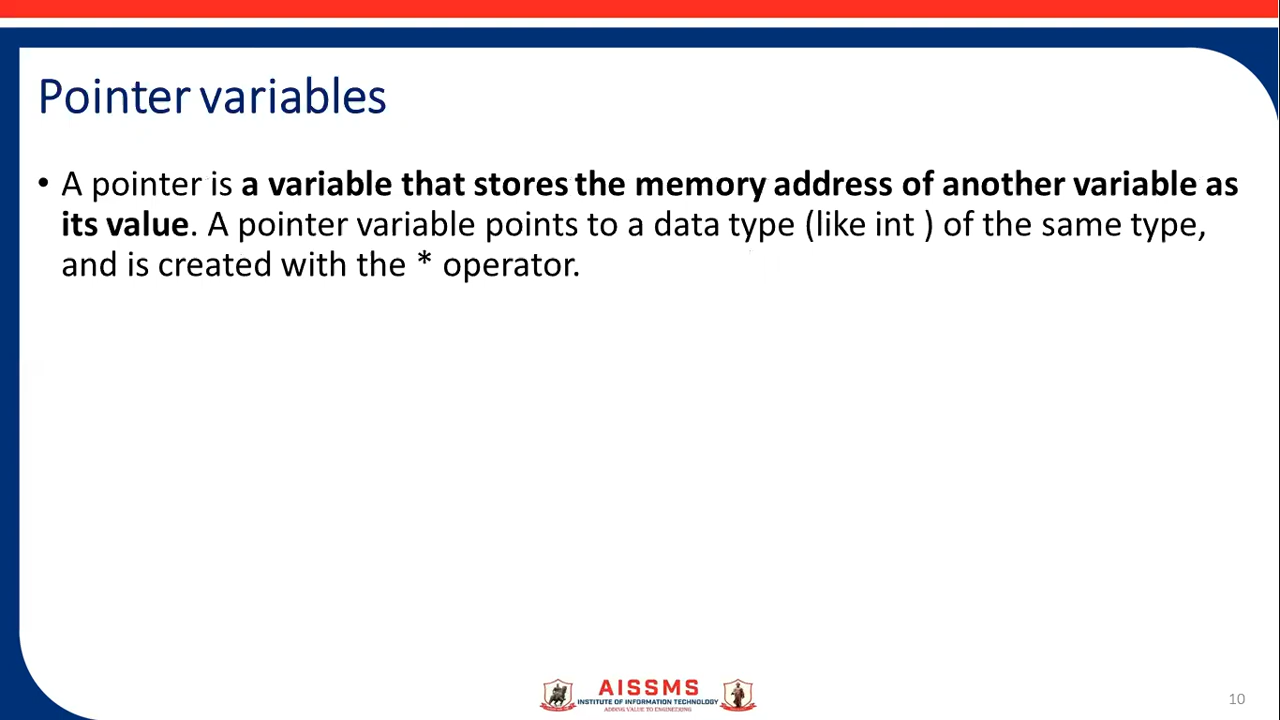 Pointer variables
• A pointer is a variable that stores the memory address of another variable as
its value. A pointer variable points to a data type (like int ) of the same type,
and is created with the * operator.
AISSMS
INSTITUTE OF INFORMATION TECHNOLOGY
ADDING VALUE TO ENGINEERING
10